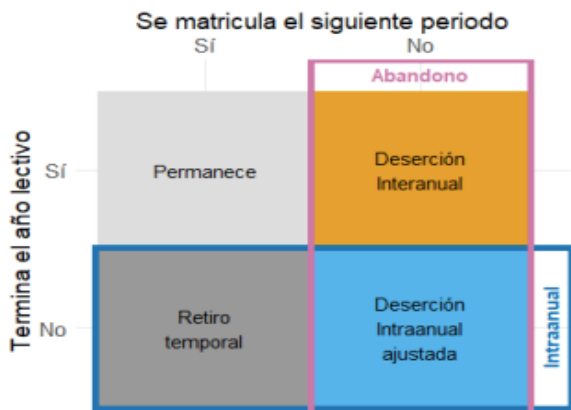 Se matricula el siguiente periodo
Sí
No
Abandono
Termina el año lectivo
Sí
Permanece
Deserción
Interanual
No
Retiro
temporal
Deserción
Intraanual
ajustada
Intraanual